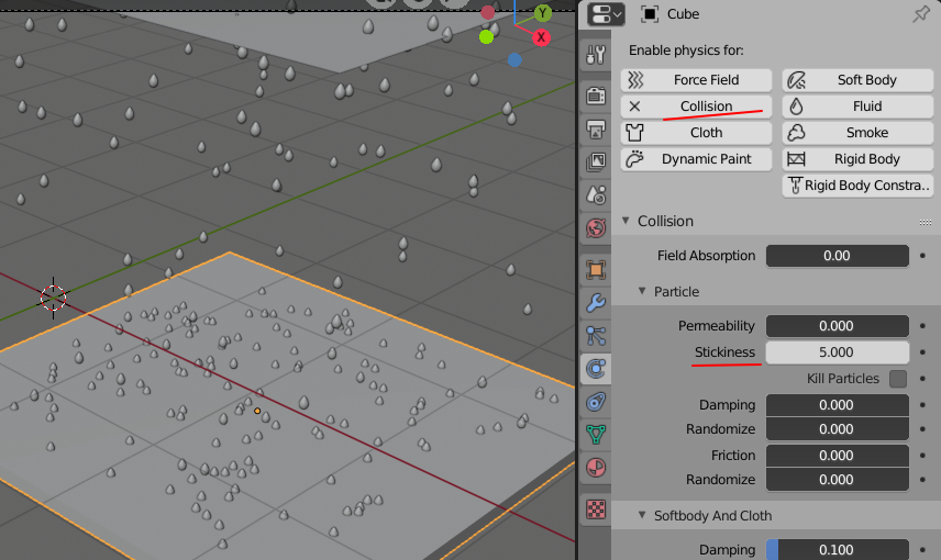 Y
X
Cube
Enable physics for:
Force Field
Soft Body
Collision
Fluid
Cloth
Smoke
Dynamic Paint
Rigid Body
Rigid Body Constra..
Collision
Field Absorption 0.00
Particle
Permeability 0.000
Stickiness 5.000
Kill Particles
Damping 0.000
Randomize 0.000
Friction 0.000
Randomize 0.000
Softbody And Cloth
Damping 0.100